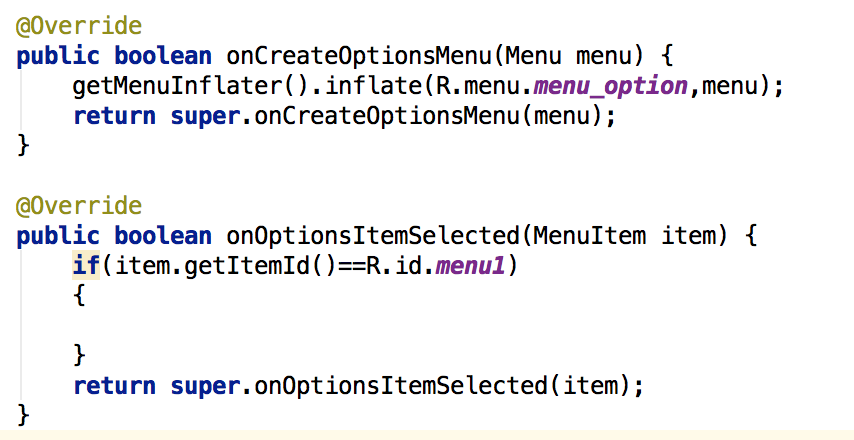 @Override
public boolean onCreateOptionsMenu(Menu menu) {
    getMenuInflater().inflate(R.menu.menu_option,menu);
    return super.onCreateOptionsMenu(menu);
}

@Override
public boolean onOptionsItemSelected(MenuItem item) {
    if(item.getItemId()==R.id.menu1)
    {

    }
    return super.onOptionsItemSelected(item);
}